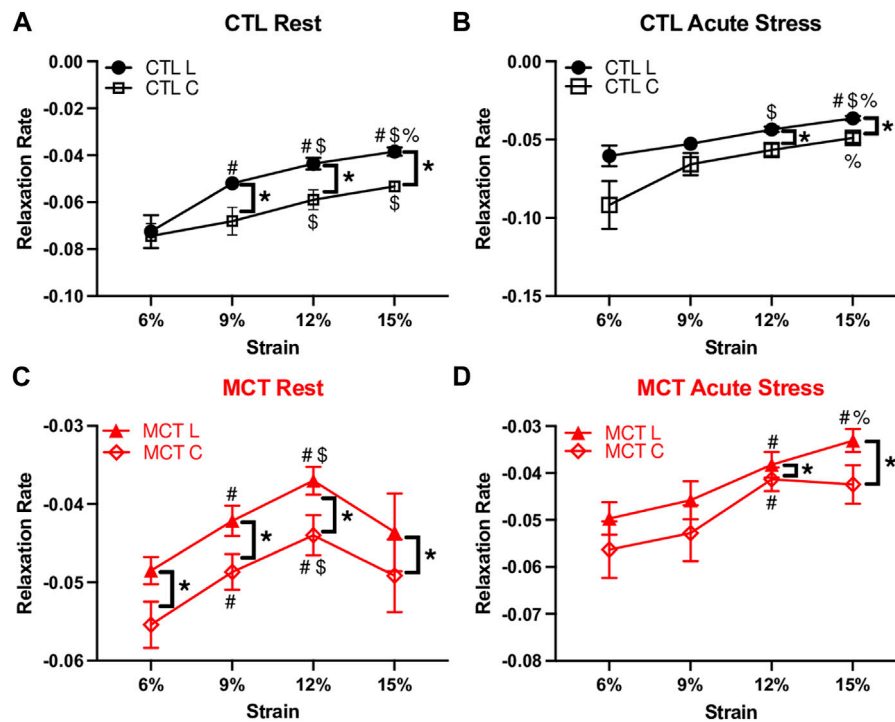 A
CTL Rest
0.00
-0.02
-0.04
-0.06
-0.08
-0.10
Relaxation Rate
CTL L
CTL C
#
# $
# $ %
*
*
*
$
$
6%
9%
12%
15%
Strain
B
CTL Acute Stress
0.00
-0.05
-0.10
-0.15
Relaxation Rate
CTL L
CTL C
$
# $ %
*
*
%
6%
9%
12%
15%
Strain
C
MCT Rest
-0.03
-0.04
-0.05
-0.06
Relaxation Rate
MCT L
MCT C
#
# $
*
*
*
*
#
# $
6%
9%
12%
15%
Strain
D
MCT Acute Stress
-0.03
-0.04
-0.05
-0.06
-0.07
-0.08
Relaxation Rate
MCT L
MCT C
#
# %
*
*
#
6%
9%
12%
15%
Strain